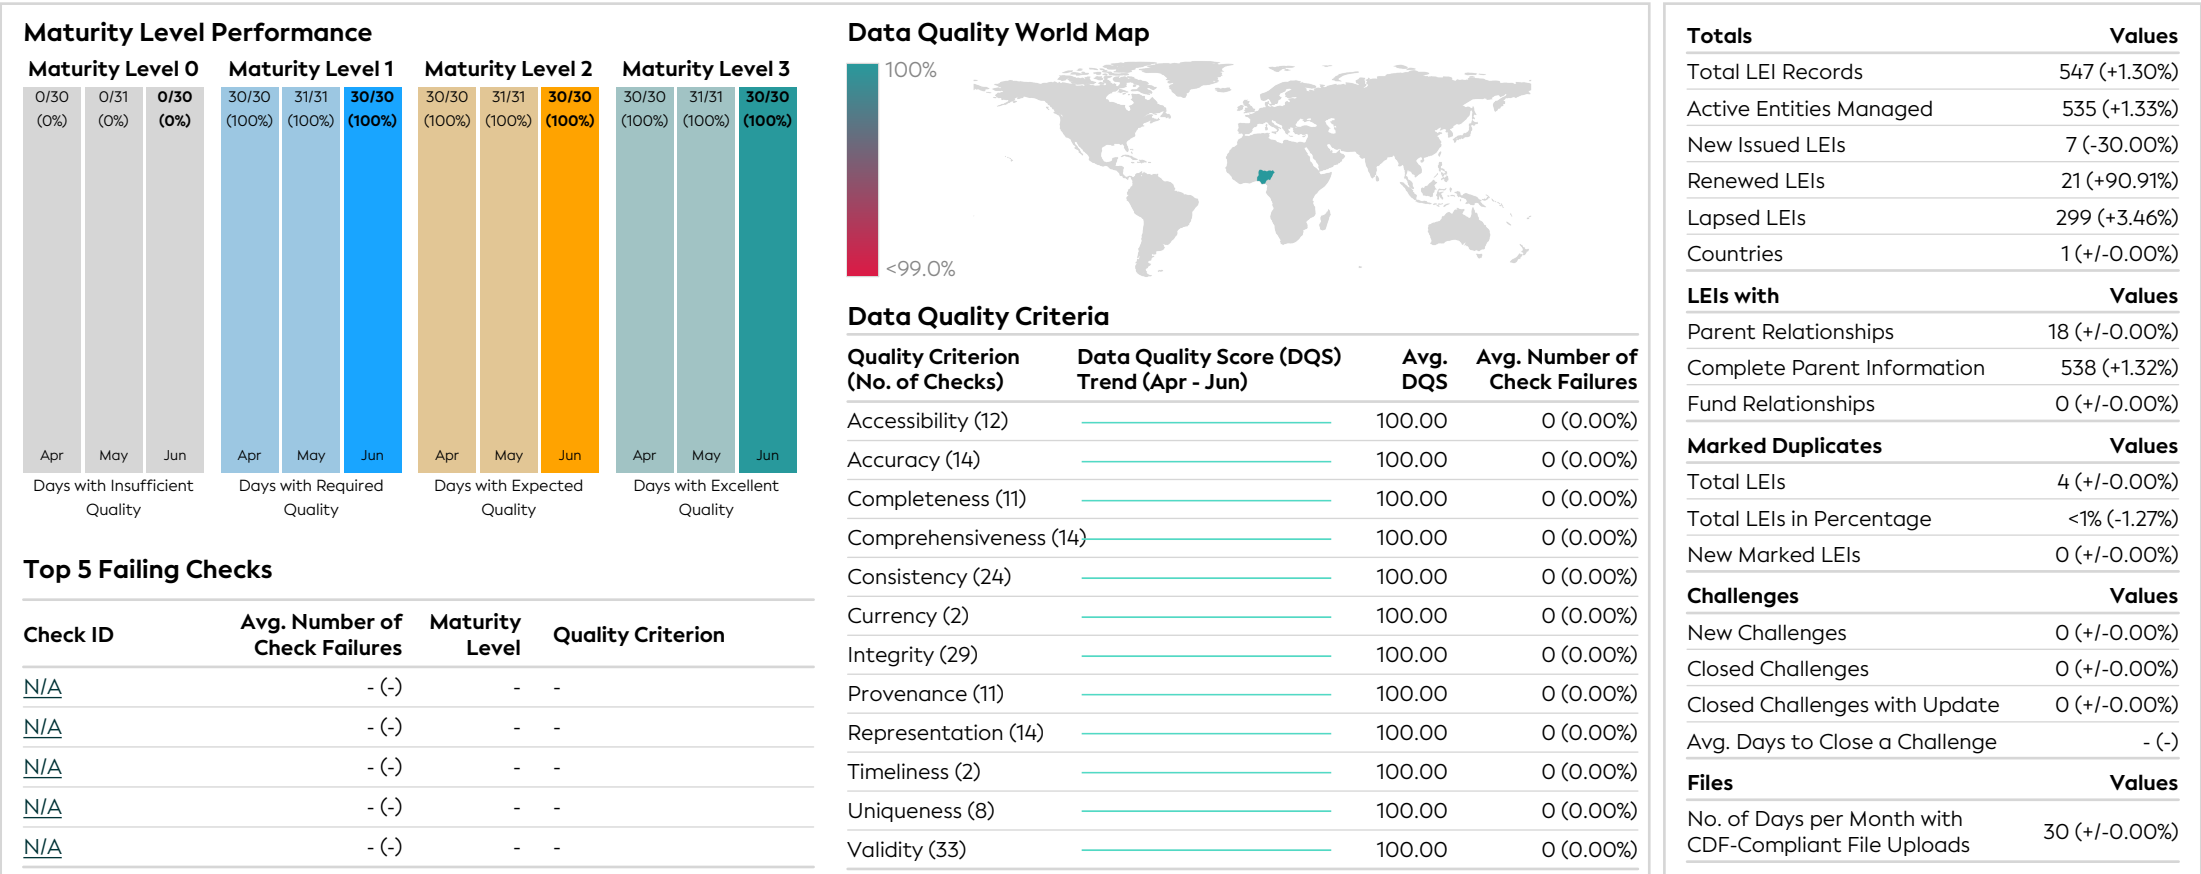 Maturity Level Performance
Maturity Level 0 Maturity Level 1 Maturity Level 2 Maturity Level 3
0/30 0/31 0/30 30/30 31/31 30/30 30/30 31/31 30/30 30/30 31/31 30/30
(0%) (0%) (0%) (100%) (100%) (100%) (100%) (100%) (100%) (100%) (100%) (100%)
Apr May Jun Apr May Jun Apr May Jun Apr May Jun
Days with Insufficient Days with Required Days with Expected Days with Excellent
Quality Quality Quality Quality
Top 5 Failing Checks
Avg. Number of Maturity
Check ID Quality Criterion
Check Failures Level
N/A - (-) - -
N/A - (-) - -
N/A - (-) - -
N/A - (-) - -
N/A - (-) - -
Data Quality World Map
100%
<99.0%
Data Quality Criteria
Quality Criterion Data Quality Score (DQS) Avg. Avg. Number of
(No. of Checks) Trend (Apr - Jun) DQS Check Failures
Accessibility (12) 100.00 0 (0.00%)
Accuracy (14) 100.00 0 (0.00%)
Completeness (11) 100.00 0 (0.00%)
Comprehensiveness (14) 100.00 0 (0.00%)
Consistency (24) 100.00 0 (0.00%)
Currency (2) 100.00 0 (0.00%)
Integrity (29) 100.00 0 (0.00%)
Provenance (11) 100.00 0 (0.00%)
Representation (14) 100.00 0 (0.00%)
Timeliness (2) 100.00 0 (0.00%)
Uniqueness (8) 100.00 0 (0.00%)
Validity (33) 100.00 0 (0.00%)
Totals Values
Total LEI Records 547 (+1.30%)
Active Entities Managed 535 (+1.33%)
New Issued LEIs 7 (-30.00%)
Renewed LEIs 21 (+90.91%)
Lapsed LEIs 299 (+3.46%)
Countries 1 (+/-0.00%)
LEIs with Values
Parent Relationships 18 (+/-0.00%)
Complete Parent Information 538 (+1.32%)
Fund Relationships 0 (+/-0.00%)
Marked Duplicates Values
Total LEIs 4 (+/-0.00%)
Total LEIs in Percentage <1% (-1.27%)
New Marked LEIs 0 (+/-0.00%)
Challenges Values
New Challenges 0 (+/-0.00%)
Closed Challenges 0 (+/-0.00%)
Closed Challenges with Update 0 (+/-0.00%)
Avg. Days to Close a Challenge - (-)
Files Values
No. of Days per Month with
CDF-Compliant File Uploads 30 (+/-0.00%)